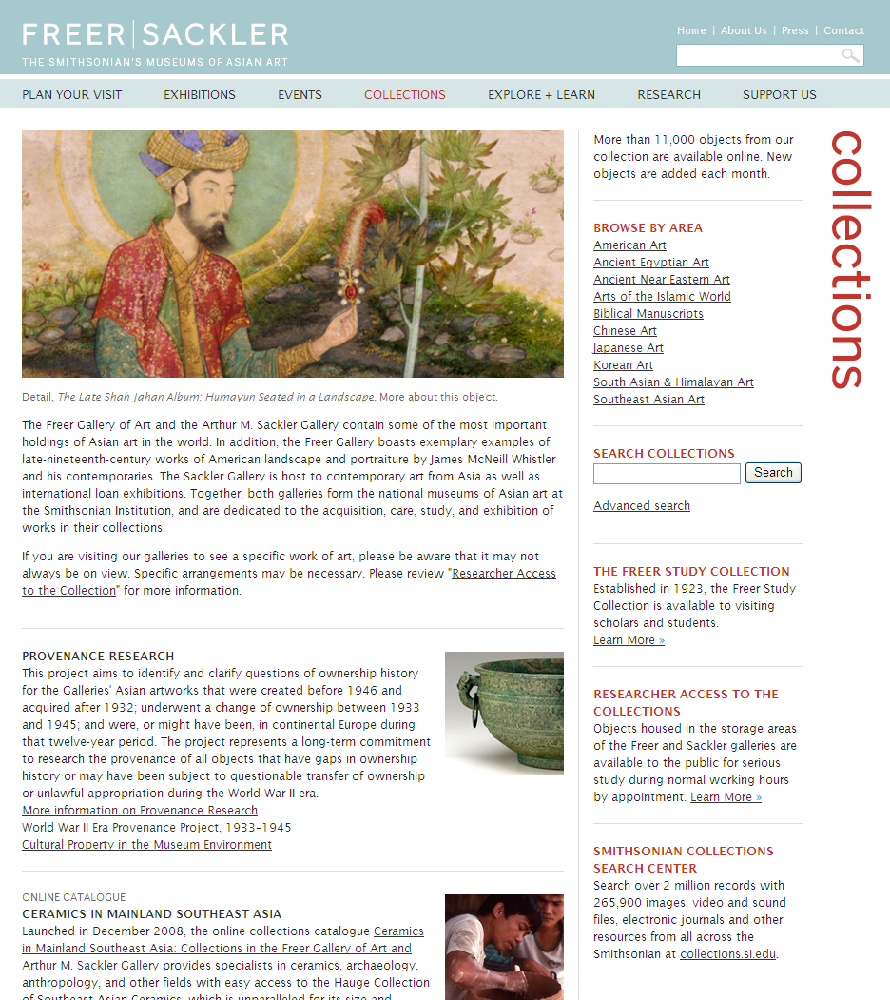 FREER SACKLER
THE SMITHSONIAN'S MUSEUMS OF ASIAN ART
Home | About Us | Press | Contact
PLAN YOUR VISIT EXHIBITIONS EVENTS COLLECTIONS EXPLORE + LEARN RESEARCH SUPPORT US
Detail, The Late Shah Jahan Album: Humayun Seated in a Landscape. More about this object.
The Freer Gallery of Art and the Arthur M. Sackler Gallery contain some of the most important
holdings of Asian art in the world. In addition, the Freer Gallery boasts exemplary examples of
late-nineteenth-century works of American landscape and portraiture by James McNeill Whistler
and his contemporaries. The Sackler Gallery is host to contemporary art from Asia as well as
international loan exhibitions. Together, both galleries form the national museums of Asian art at
the Smithsonian Institution, and are dedicated to the acquisition, care, study, and exhibition of
works in their collections.
If you are visiting our galleries to see a specific work of art, please be aware that it may not
always be on view. Specific arrangements may be necessary. Please review "Researcher Access
to the Collection" for more information.
PROVENANCE RESEARCH
This project aims to identify and clarify questions of ownership history
for the Galleries' Asian artworks that were created before 1946 and
acquired after 1932; underwent a change of ownership between 1933
and 1945; and were, or might have been, in continental Europe during
that twelve-year period. The project represents a long-term commitment
to research the provenance of all objects that have gaps in ownership
history or may have been subject to questionable transfer of ownership
or unlawful appropriation during the World War II era.
More information on Provenance Research
World War II Era Provenance Project, 1933–1945
Cultural Property in the Museum Environment
ONLINE CATALOGUE
CERAMICS IN MAINLAND SOUTHEAST ASIA
Launched in December 2008, the online collections catalogue Ceramics
in Mainland Southeast Asia: Collections in the Freer Gallery of Art and
Arthur M. Sackler Gallery provides specialists in ceramics, archaeology,
anthropology, and other fields with easy access to the Hauge Collection
of Southeast Asian Ceramics, which is unparalleled for its size and
More than 11,000 objects from our
collection are available online. New
objects are added each month.
BROWSE BY AREA
American Art
Ancient Egyptian Art
Ancient Near Eastern Art
Arts of the Islamic World
Biblical Manuscripts
Chinese Art
Japanese Art
Korean Art
South Asian & Himalayan Art
Southeast Asian Art
SEARCH COLLECTIONS
Search
Advanced search
THE FREER STUDY COLLECTION
Established in 1923, the Freer Study
Collection is available to visiting
scholars and students.
Learn More »
RESEARCHER ACCESS TO THE
COLLECTIONS
Objects housed in the storage areas
of the Freer and Sackler galleries are
available to the public for serious
study during normal working hours
by appointment. Learn More »
SMITHSONIAN COLLECTIONS
SEARCH CENTER
Search over 2 million records with
265,900 images, video and sound
files, electronic journals and other
resources from all across the
Smithsonian at collections.si.edu.
collections